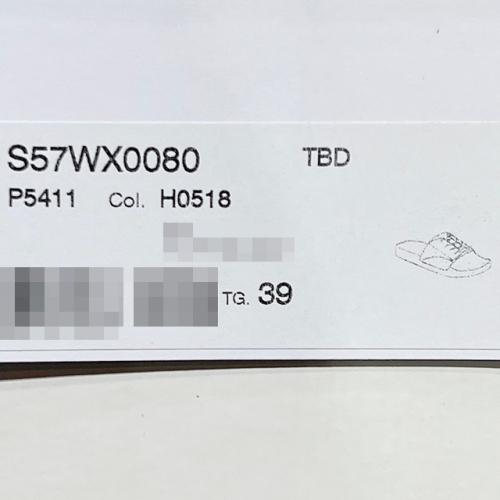 S57WX0080 TBD
P5411 Col. H0518
TG. 39